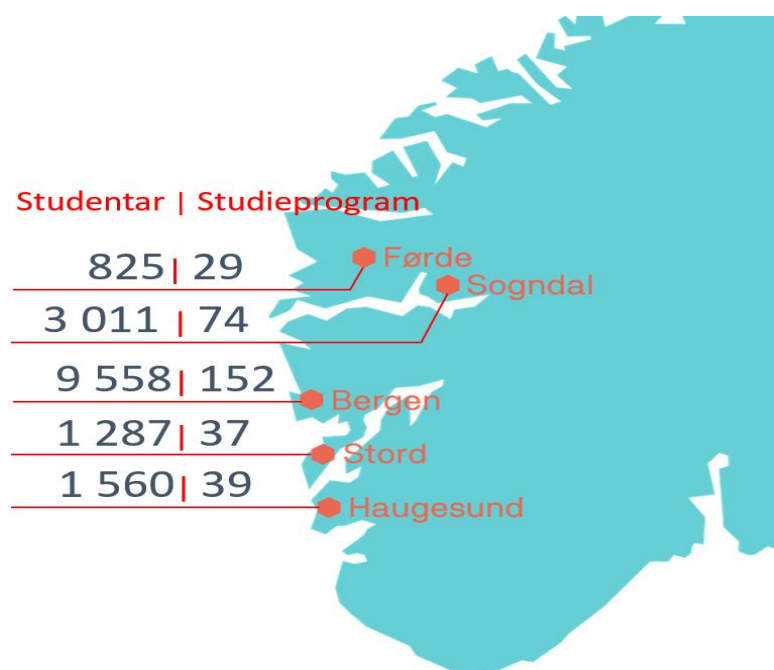 Studentar | Studieprogram
825 | 29 Førde
3 011 | 74 Sogndal
9 558 | 152 Bergen
1 287 | 37 Stord
1 560 | 39 Haugesund